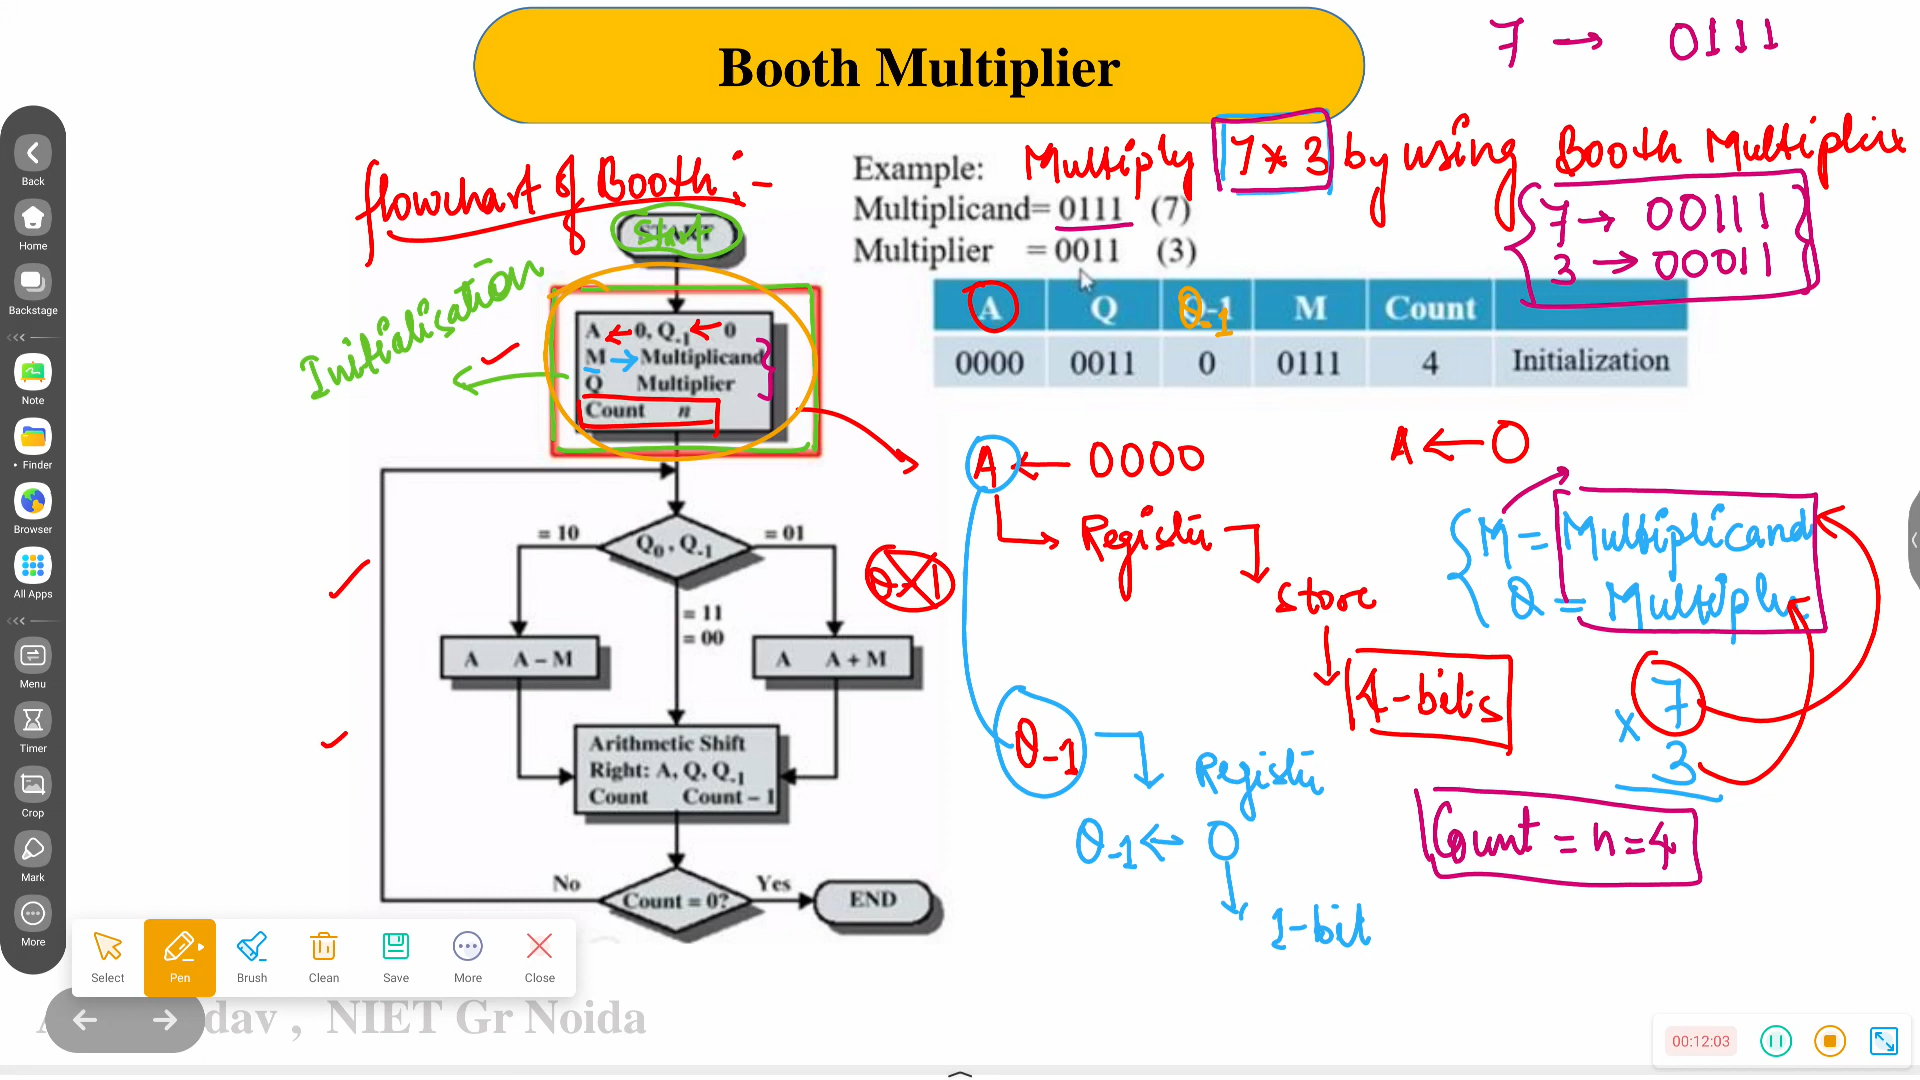 Booth Multiplier
7 → 0111
Multiply 7 * 3 by using Booth Multiplier
flowchart of Booth :-
Start
Initialisation
A ← 0, Q-1 ← 0
M → Multiplicand
Q Multiplier
Count n
Q0, Q-1
= 10
= 01
= 11
= 00
A A – M
A A + M
Arithmetic Shift
Right: A, Q, Q-1
Count Count – 1
No
Count = 0?
Yes
END
Example:
Multiplicand= 0111 (7)
Multiplier = 0011 (3)
7 → 00111
3 → 00011
A Q Q-1 M Count
0000 0011 0 0111 4 Initialization
A ← 0000
Register
store
4-bits
Q-1
Register
Q-1 ← 0
1-bit
A ← 0
M = Multiplicand
Q = Multiplier
7
x 3
Count = n = 4
Back
Home
Backstage
Note
• Finder
Browser
All Apps
Menu
Timer
Crop
Mark
More
Select
Pen
Brush
Clean
Save
More
Close
dav , NIET Gr Noida
00:12:03